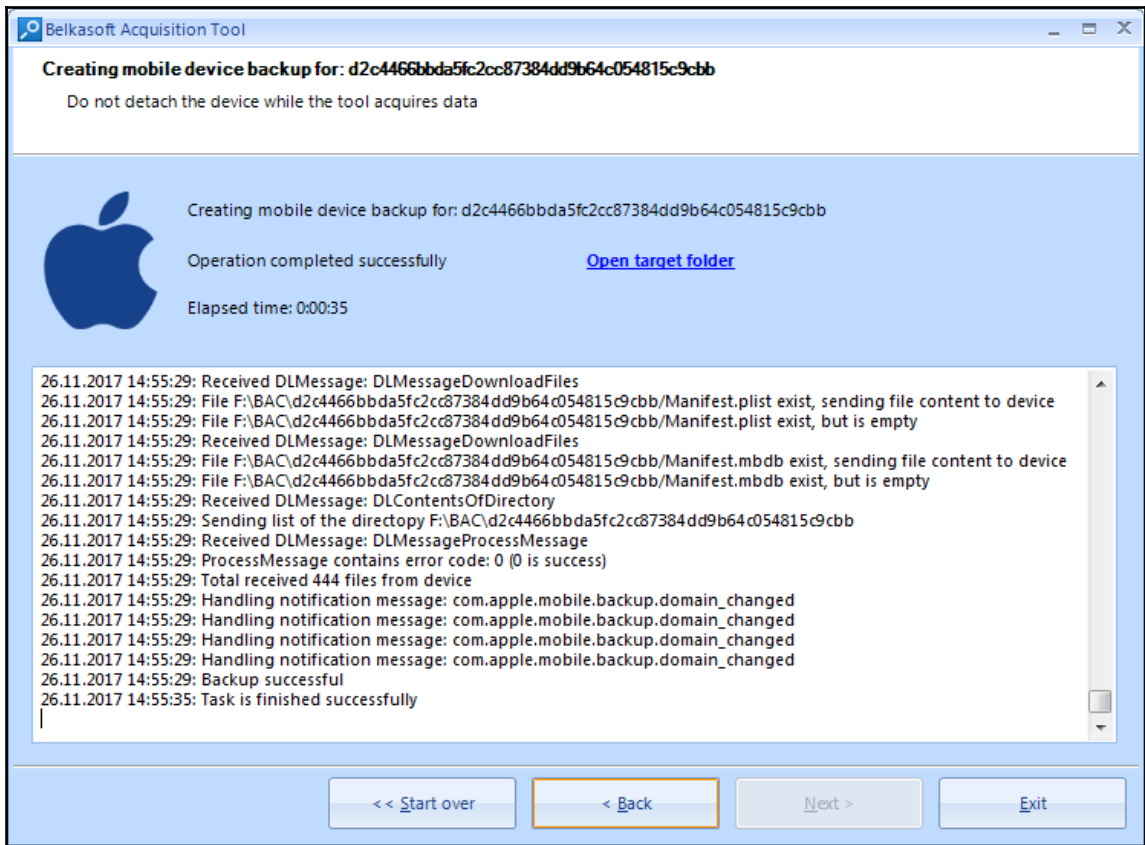 Belkasoft Acquisition Tool
Creating mobile device backup for: d2c4466bbda5fc2cc87384dd9b64c054815c9cbb
Do not detach the device while the tool acquires data
Creating mobile device backup for: d2c4466bbda5fc2cc87384dd9b64c054815c9cbb
Operation completed successfully Open target folder
Elapsed time: 0:00:35
26.11.2017 14:55:29: Received DLMessage: DLMessageDownloadFiles
26.11.2017 14:55:29: File F:\BAC\d2c4466bbda5fc2cc87384dd9b64c054815c9cbb/Manifest.plist exist, sending file content to device
26.11.2017 14:55:29: File F:\BAC\d2c4466bbda5fc2cc87384dd9b64c054815c9cbb/Manifest.plist exist, but is empty
26.11.2017 14:55:29: Received DLMessage: DLMessageDownloadFiles
26.11.2017 14:55:29: File F:\BAC\d2c4466bbda5fc2cc87384dd9b64c054815c9cbb/Manifest.mbdb exist, sending file content to device
26.11.2017 14:55:29: File F:\BAC\d2c4466bbda5fc2cc87384dd9b64c054815c9cbb/Manifest.mbdb exist, but is empty
26.11.2017 14:55:29: Received DLMessage: DLContentsOfDirectory
26.11.2017 14:55:29: Sending list of the directopy F:\BAC\d2c4466bbda5fc2cc87384dd9b64c054815c9cbb
26.11.2017 14:55:29: Received DLMessage: DLMessageProcessMessage
26.11.2017 14:55:29: ProcessMessage contains error code: 0 (0 is success)
26.11.2017 14:55:29: Total received 444 files from device
26.11.2017 14:55:29: Handling notification message: com.apple.mobile.backup.domain_changed
26.11.2017 14:55:29: Handling notification message: com.apple.mobile.backup.domain_changed
26.11.2017 14:55:29: Handling notification message: com.apple.mobile.backup.domain_changed
26.11.2017 14:55:29: Handling notification message: com.apple.mobile.backup.domain_changed
26.11.2017 14:55:29: Backup successful
26.11.2017 14:55:35: Task is finished successfully
<< Start over < Back Next > Exit